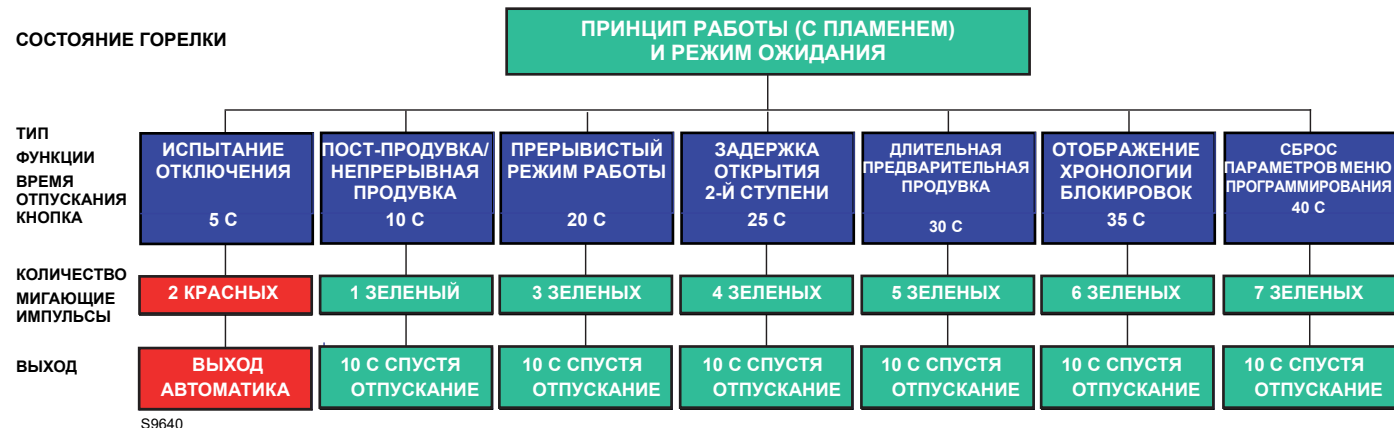 СОСТОЯНИЕ ГОРЕЛКИ
ПРИНЦИП РАБОТЫ (С ПЛАМЕНЕМ)
И РЕЖИМ ОЖИДАНИЯ
ТИП
ФУНКЦИИ
ВРЕМЯ
ОТПУСКАНИЯ
КНОПКА
ИСПЫТАНИЕ
ОТКЛЮЧЕНИЯ
5 С
ПОСТ-ПРОДУВКА/
НЕПРЕРЫВНАЯ
ПРОДУВКА
10 С
ПРЕРЫВИСТЫЙ
РЕЖИМ РАБОТЫ
20 С
ЗАДЕРЖКА
ОТКРЫТИЯ
2-Й СТУПЕНИ
25 С
ДЛИТЕЛЬНАЯ
ПРЕДВАРИТЕЛЬНАЯ
ПРОДУВКА
30 С
ОТОБРАЖЕНИЕ
ХРОНОЛОГИИ
БЛОКИРОВОК
35 С
СБРОС
ПАРАМЕТРОВ МЕНЮ
ПРОГРАММИРОВАНИЯ
40 С
КОЛИЧЕСТВО
МИГАЮЩИЕ
ИМПУЛЬСЫ
2 КРАСНЫХ
1 ЗЕЛЕНЫЙ
3 ЗЕЛЕНЫХ
4 ЗЕЛЕНЫХ
5 ЗЕЛЕНЫХ
6 ЗЕЛЕНЫХ
7 ЗЕЛЕНЫХ
ВЫХОД
ВЫХОД
АВТОМАТИКА
10 С СПУСТЯ
ОТПУСКАНИЕ
10 С СПУСТЯ
ОТПУСКАНИЕ
10 С СПУСТЯ
ОТПУСКАНИЕ
10 С СПУСТЯ
ОТПУСКАНИЕ
10 С СПУСТЯ
ОТПУСКАНИЕ
10 С СПУСТЯ
ОТПУСКАНИЕ
S9640